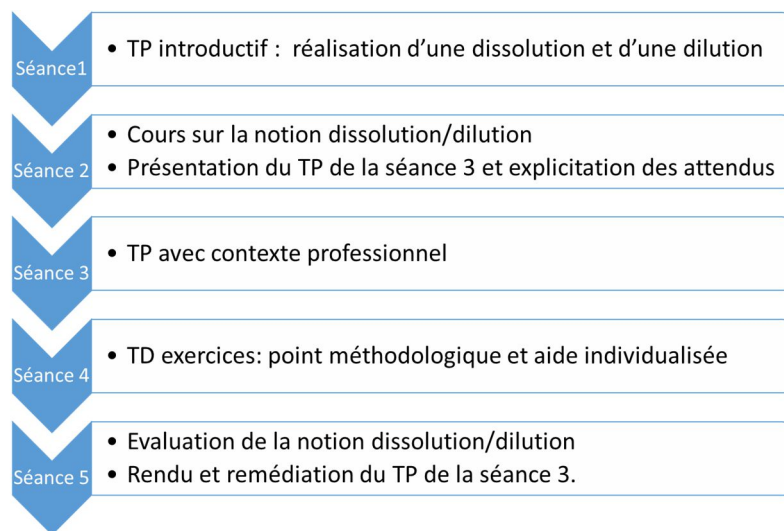 Séance1
• TP introductif : réalisation d'une dissolution et d'une dilution
Séance 2
• Cours sur la notion dissolution/dilution
• Présentation du TP de la séance 3 et explicitation des attendus
Séance 3
• TP avec contexte professionnel
Séance 4
• TD exercices: point méthodologique et aide individualisée
Séance 5
• Evaluation de la notion dissolution/dilution
• Rendu et remédiation du TP de la séance 3.